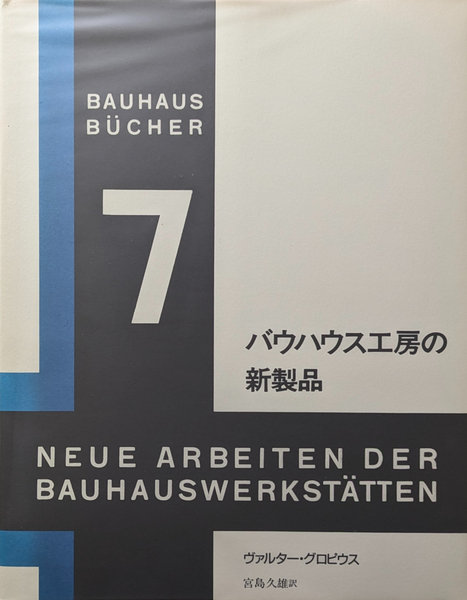 BAUHAUS
BÜCHER
7
バウハウス工房の
新製品
NEUE ARBEITEN DER
BAUHAUSWERKSTÄTTEN
ヴァルター・グロピウス
宮島久雄訳